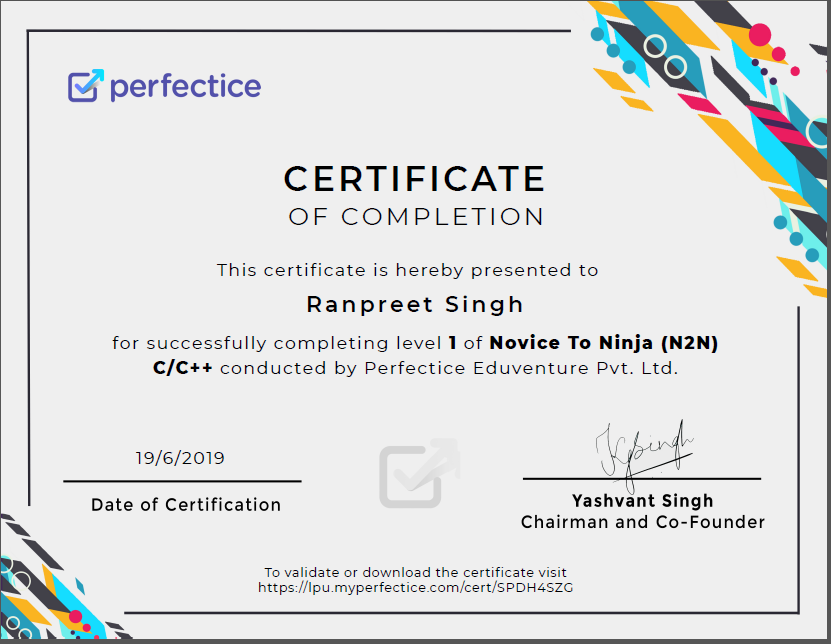 perfectice
CERTIFICATE
OF COMPLETION
This certificate is hereby presented to
Ranpreet Singh
for successfully completing level 1 of Novice To Ninja (N2N)
C/C++ conducted by Perfectice Eduventure Pvt. Ltd.
19/6/2019
Date of Certification
Yashvant Singh
Chairman and Co-Founder
To validate or download the certificate visit
https://lpu.myperfectice.com/cert/SPDH4SZG